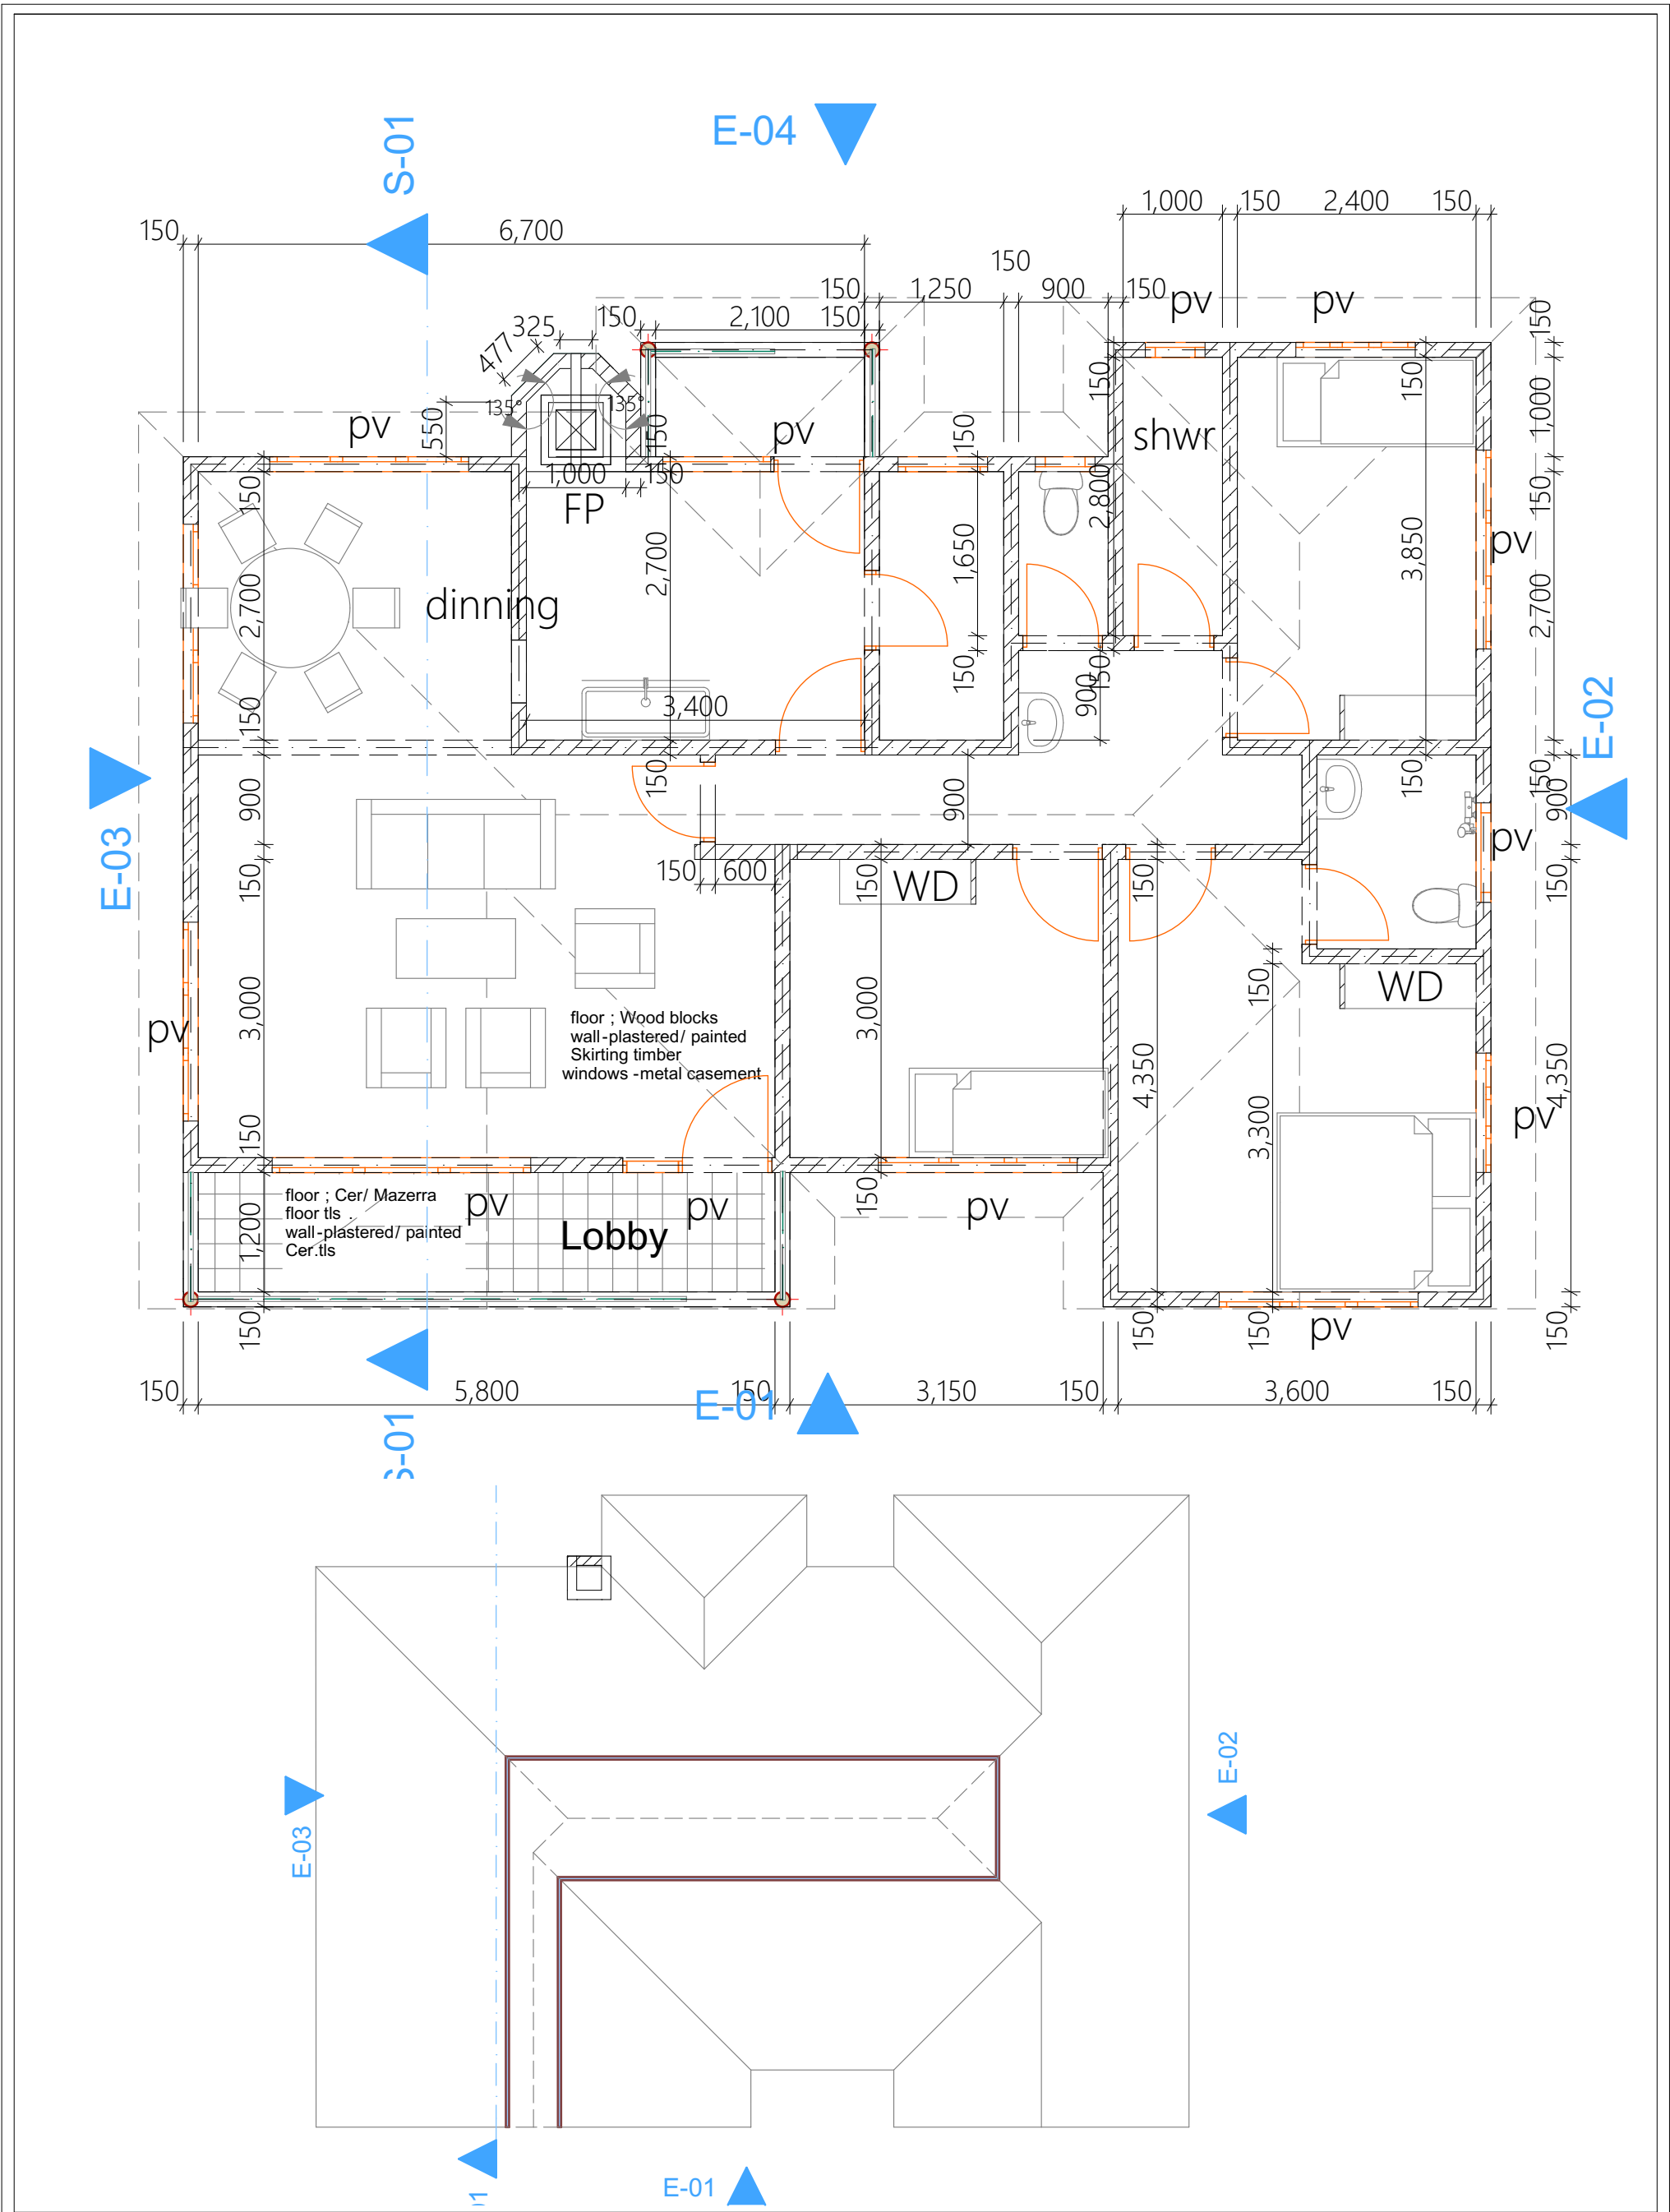 S-01
E-04
1,000
150
2,400
150
150
6,700
150
150
1,250
900
150
pv
pv
150
2,100
150
325
477
135°
135°
550
pv
pv
150
150
150
150
1,000
shwr
150
150
1,000
150
FP
150
2,800
150
pv
2,700
dinning
2,700
1,650
3,850
2,700
150
3,400
150
900
150
E-02
E-03
900
150
900
150
150
900
pv
150
150
600
150
WD
150
150
WD
150
pv
3,000
floor ; Wood blocks
wall-plastered/ painted
Skirting timber
windows -metal casement
3,000
4,350
3,300
4,350
pv
150
floor ; Cer/ Mazerra
floor tls .
wall-plastered/ painted
Cer.tls
pv
pv
Lobby
150
pv
1,200
150
150
150
pv
150
150
5,800
150
E-01
3,150
150
3,600
150
S-01
E-03
E-02
E-01